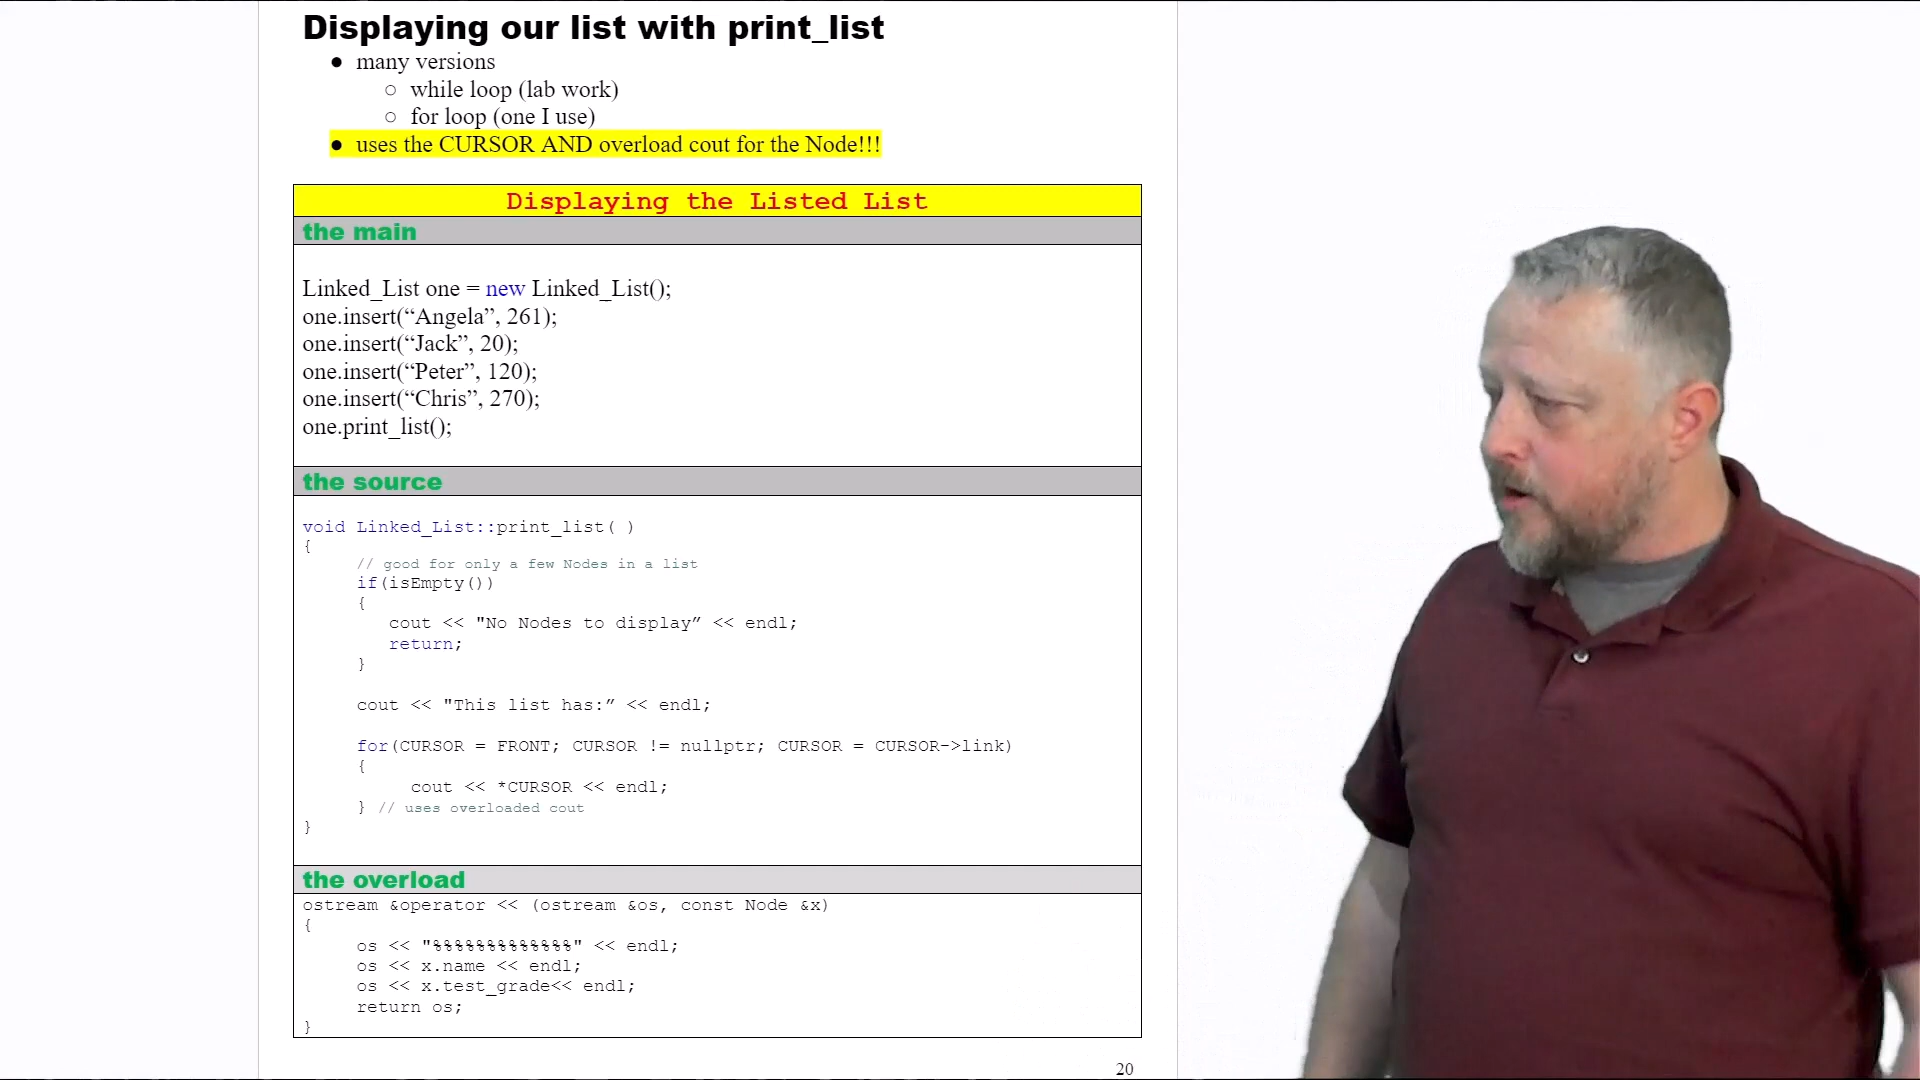 Displaying our list with print_list
● many versions
○ while loop (lab work)
○ for loop (one I use)
● uses the CURSOR AND overload cout for the Node!!!
Displaying the Listed List
the main
Linked_List one = new Linked_List();
one.insert(“Angela”, 261);
one.insert(“Jack”, 20);
one.insert(“Peter”, 120);
one.insert(“Chris”, 270);
one.print_list();
the source
void Linked_List::print_list( )
{
// good for only a few Nodes in a list
if(isEmpty())
{
cout << "No Nodes to display” << endl;
return;
}
cout << "This list has:” << endl;
for(CURSOR = FRONT; CURSOR != nullptr; CURSOR = CURSOR->link)
{
cout << *CURSOR << endl;
} // uses overloaded cout
}
the overload
ostream &operator << (ostream &os, const Node &x)
{
os << "%%%%%%%%%%%%%" << endl;
os << x.name << endl;
os << x.test_grade<< endl;
return os;
}
20